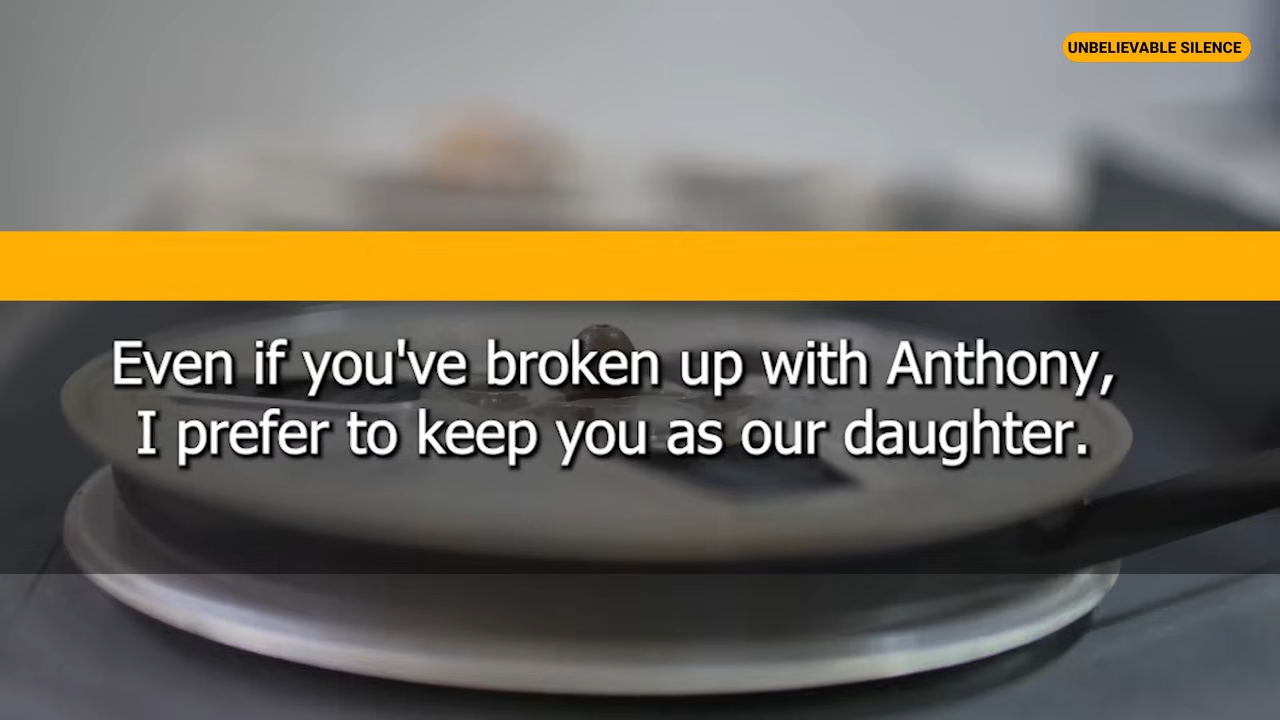 UNBELIEVABLE SILENCE
Even if you've broken up with Anthony,
I prefer to keep you as our daughter.